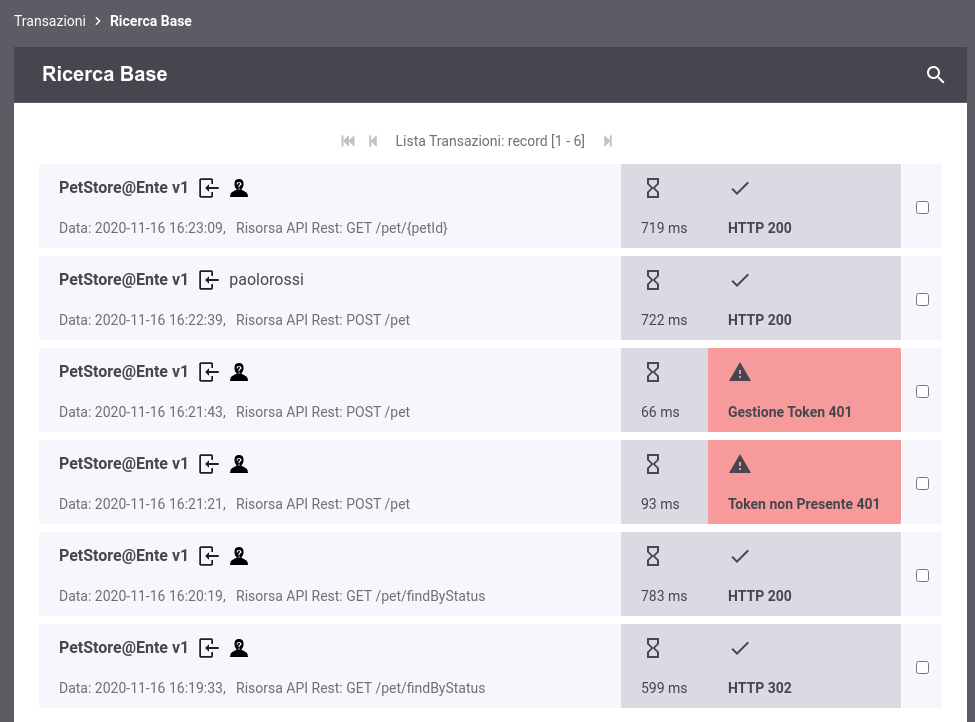 Transazioni > Ricerca Base
Ricerca Base
Lista Transazioni: record [1 - 6]
PetStore@Ente v1
719 ms HTTP 200
Data: 2020-11-16 16:23:09, Risorsa API Rest: GET /pet/{petId}
PetStore@Ente v1 paolorossi
722 ms HTTP 200
Data: 2020-11-16 16:22:39, Risorsa API Rest: POST /pet
PetStore@Ente v1
66 ms Gestione Token 401
Data: 2020-11-16 16:21:43, Risorsa API Rest: POST /pet
PetStore@Ente v1
93 ms Token non Presente 401
Data: 2020-11-16 16:21:21, Risorsa API Rest: POST /pet
PetStore@Ente v1
783 ms HTTP 200
Data: 2020-11-16 16:20:19, Risorsa API Rest: GET /pet/findByStatus
PetStore@Ente v1
599 ms HTTP 302
Data: 2020-11-16 16:19:33, Risorsa API Rest: GET /pet/findByStatus